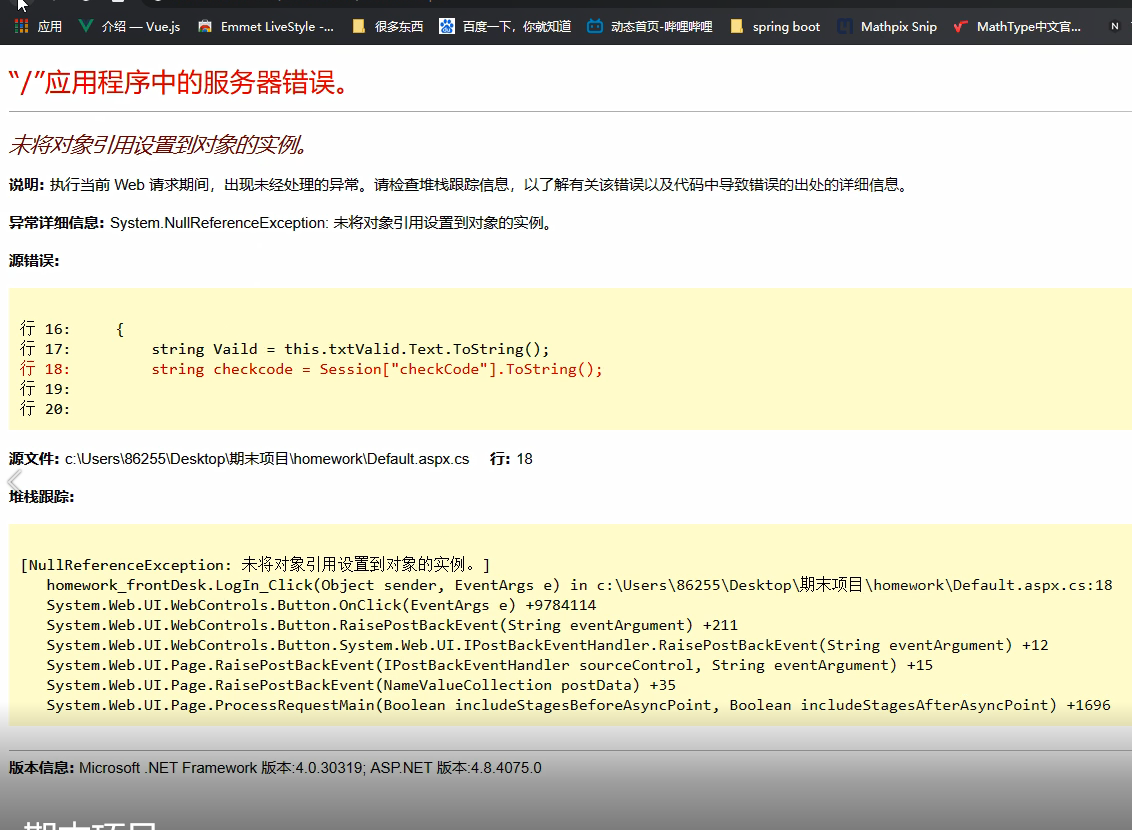 应用 介绍 — Vue.js Emmet LiveStyle -... 很多东西 百度一下，你就知道 动态首页-哔哩哔哩 spring boot Mathpix Snip MathType中文官...
“/”应用程序中的服务器错误。
未将对象引用设置到对象的实例。
说明: 执行当前 Web 请求期间，出现未经处理的异常。请检查堆栈跟踪信息，以了解有关该错误以及代码中导致错误的出处的详细信息。
异常详细信息: System.NullReferenceException: 未将对象引用设置到对象的实例。
源错误:
行 16:     {
行 17:         string Vaild = this.txtValid.Text.ToString();
行 18:         string checkcode = Session["checkCode"].ToString();
行 19:
行 20:
源文件: c:\Users\86255\Desktop\期末项目\homework\Default.aspx.cs     行: 18
堆栈跟踪:
[NullReferenceException: 未将对象引用设置到对象的实例。]
   homework_frontDesk.LogIn_Click(Object sender, EventArgs e) in c:\Users\86255\Desktop\期末项目\homework\Default.aspx.cs:18
   System.Web.UI.WebControls.Button.OnClick(EventArgs e) +9784114
   System.Web.UI.WebControls.Button.RaisePostBackEvent(String eventArgument) +211
   System.Web.UI.WebControls.Button.System.Web.UI.IPostBackEventHandler.RaisePostBackEvent(String eventArgument) +12
   System.Web.UI.Page.RaisePostBackEvent(IPostBackEventHandler sourceControl, String eventArgument) +15
   System.Web.UI.Page.RaisePostBackEvent(NameValueCollection postData) +35
   System.Web.UI.Page.ProcessRequestMain(Boolean includeStagesBeforeAsyncPoint, Boolean includeStagesAfterAsyncPoint) +1696
版本信息: Microsoft .NET Framework 版本:4.0.30319; ASP.NET 版本:4.8.4075.0
期末项目